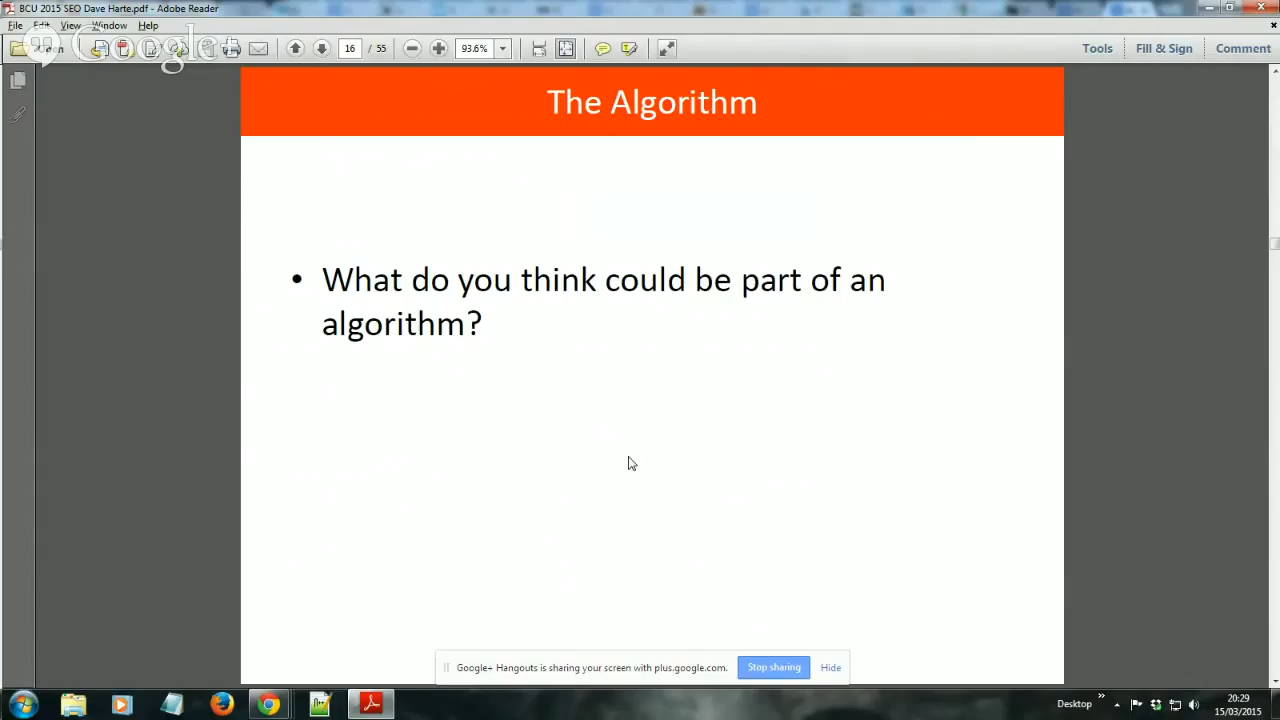 BCU 2015 SEO Dave Harte.pdf - Adobe Reader
File Edit View Window Help
Google
16 / 55 93.6% Tools Fill & Sign Comment
The Algorithm
• What do you think could be part of an
algorithm?
Google+ Hangouts is sharing your screen with plus.google.com. Stop sharing Hide
Desktop
20:29
15/03/2015